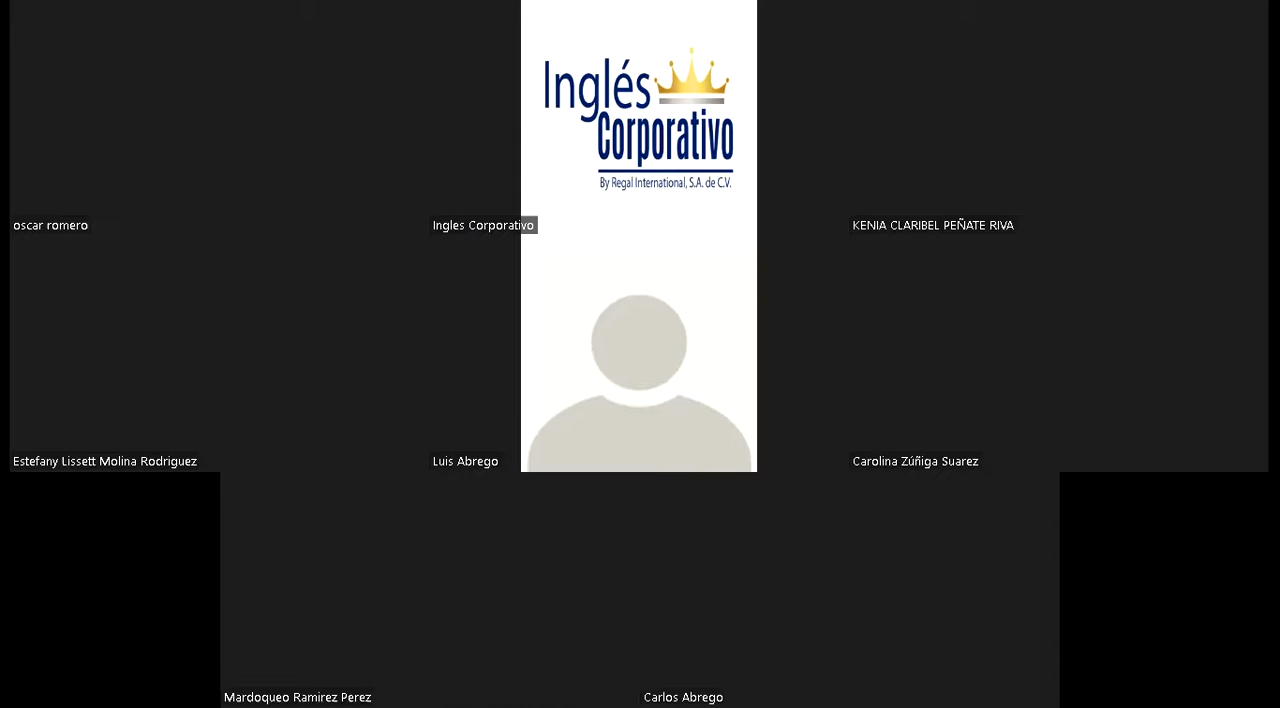 Inglés
Corporativo
By Regal International, S.A. de C.V.
oscar romero
Ingles Corporativo
KENIA CLARIBEL PEÑATE RIVA
Estefany Lissett Molina Rodriguez
Luis Abrego
Carolina Zúñiga Suarez
Mardoqueo Ramirez Perez
Carlos Abrego